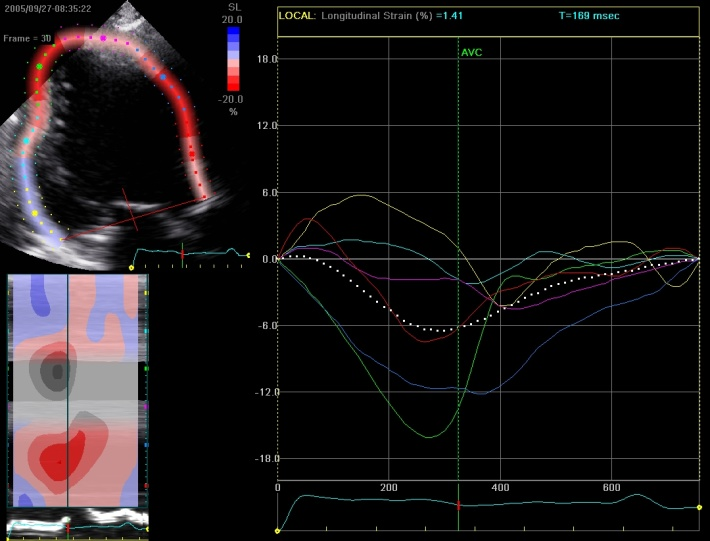 2005/09/27-08:35:22
SL
20.0
Frame = 30
-20.0
%
LOCAL: Longitudinal Strain (%) =1.41 T=169 msec
AVC
18.0
12.0
6.0
0.0
-6.0
-12.0
-18.0
0 200 400 600